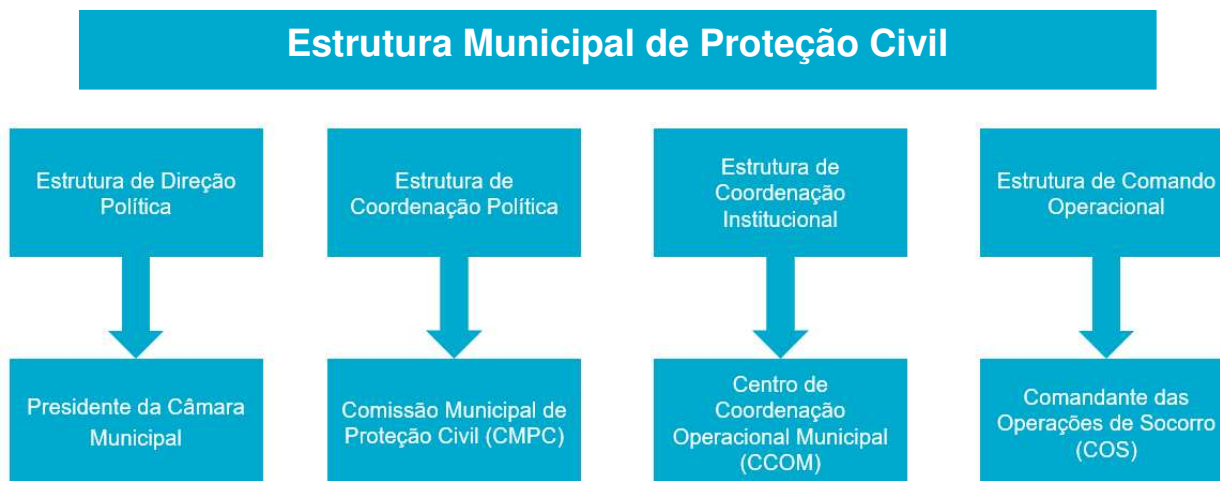 Estrutura Municipal de Proteção Civil
Estrutura de Direção
Política
Estrutura de
Coordenação Política
Estrutura de
Coordenação
Institucional
Estrutura de Comando
Operacional
Presidente da Câmara
Municipal
Comissão Municipal de
Proteção Civil (CMPC)
Centro de
Coordenação
Operacional Municipal
(CCOM)
Comandante das
Operações de Socorro
(COS)